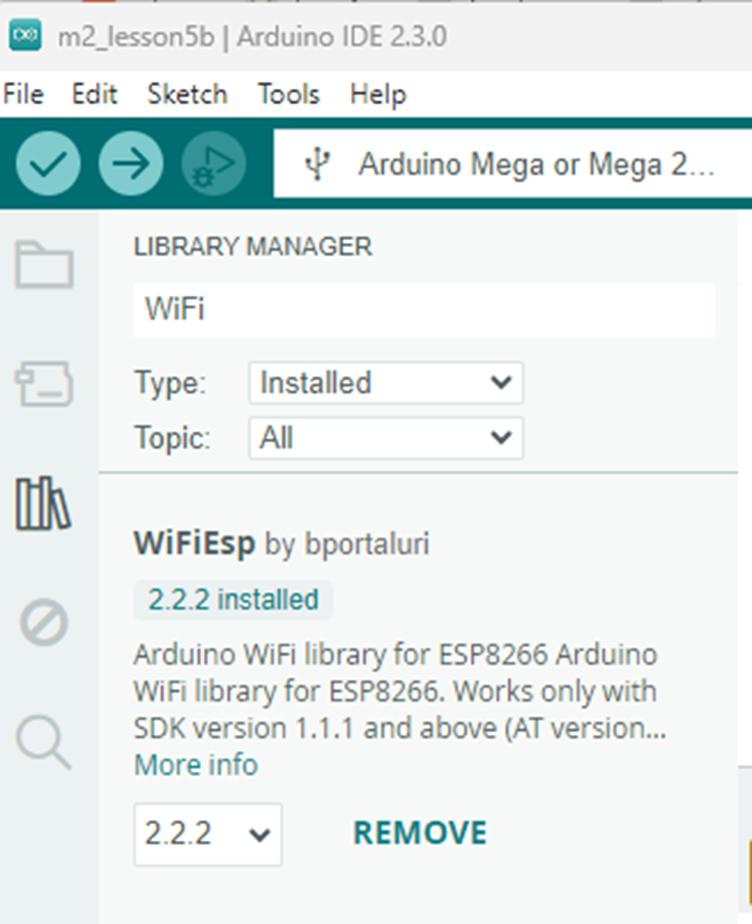 m2_lesson5b | Arduino IDE 2.3.0
File Edit Sketch Tools Help
Arduino Mega or Mega 2...
LIBRARY MANAGER
WiFi
Type: Installed
Topic: All
WiFiEsp by bportaluri
2.2.2 installed
Arduino WiFi library for ESP8266 Arduino
WiFi library for ESP8266. Works only with
SDK version 1.1.1 and above (AT version...
More info
2.2.2 REMOVE